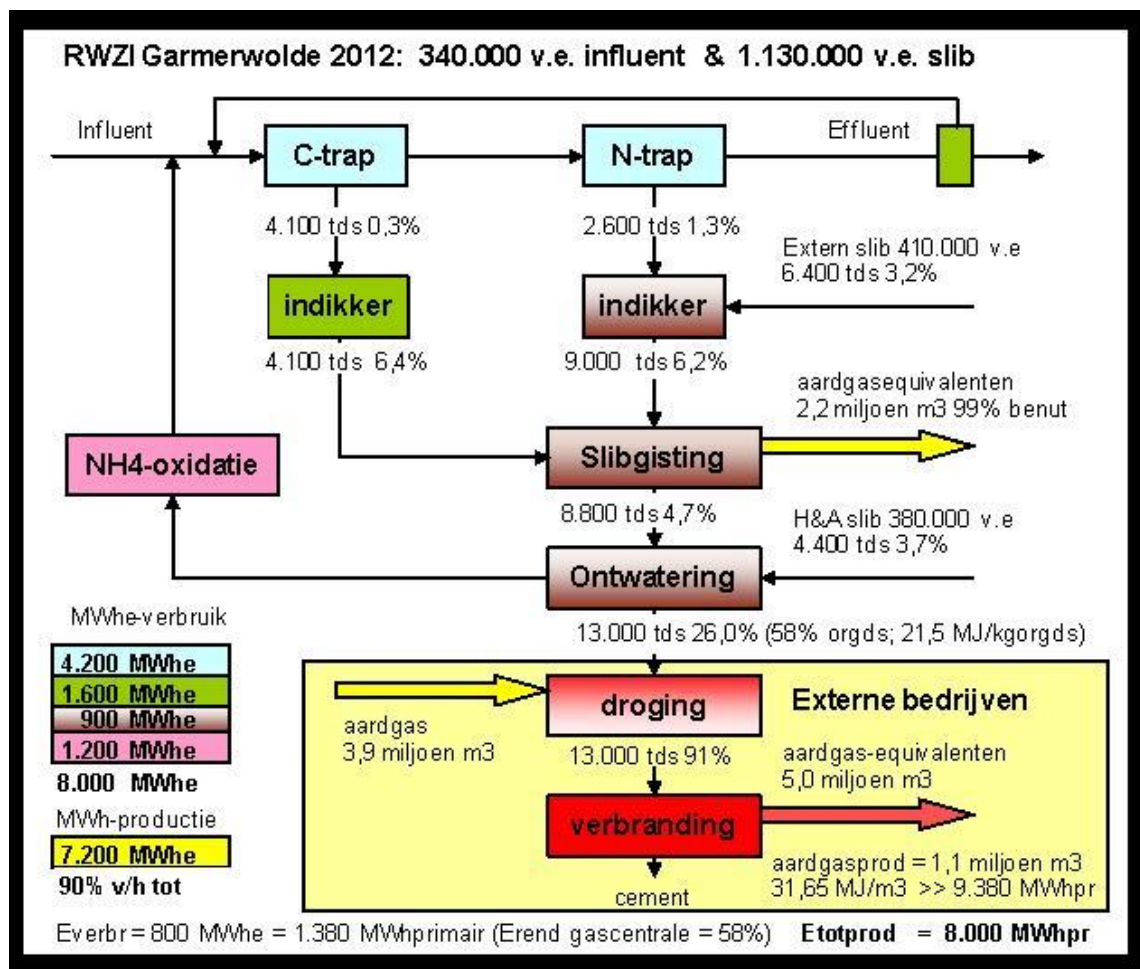 RWZI Garmerwolde 2012: 340.000 v.e. influent & 1.130.000 v.e. slib
Influent
Effluent
C-trap
N-trap
4.100 tds 0,3%
2.600 tds 1,3%
Extern slib 410.000 v.e
6.400 tds 3,2%
indikker
indikker
4.100 tds 6,4%
9.000 tds 6,2%
aardgasequivalenten
2,2 miljoen m3 99% benut
NH4-oxidatie
Slibgisting
8.800 tds 4,7%
H&A slib 380.000 v.e
4.400 tds 3,7%
Ontwatering
MWhe-verbruik
13.000 tds 26,0% (58% orgds; 21,5 MJ/kgorgds)
4.200 MWhe
1.600 MWhe
900 MWhe
1.200 MWhe
8.000 MWhe
MWh-productie
7.200 MWhe
90% v/h tot
droging
Externe bedrijven
aardgas
3,9 miljoen m3
13.000 tds 91%
aardgas-equivalenten
5,0 miljoen m3
verbranding
aardgasprod = 1,1 miljoen m3
31,65 MJ/m3 >> 9.380 MWhpr
cement
Everbr = 800 MWhe = 1.380 MWhprimair (Erend gascentrale = 58%) Etotprod = 8.000 MWhpr